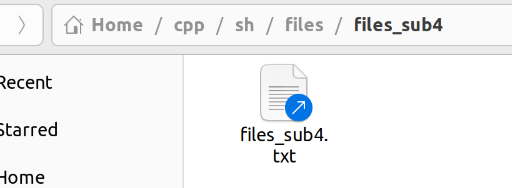 Home / cpp / sh / files / files_sub4
Recent
Starred
Home
files_sub4.
txt